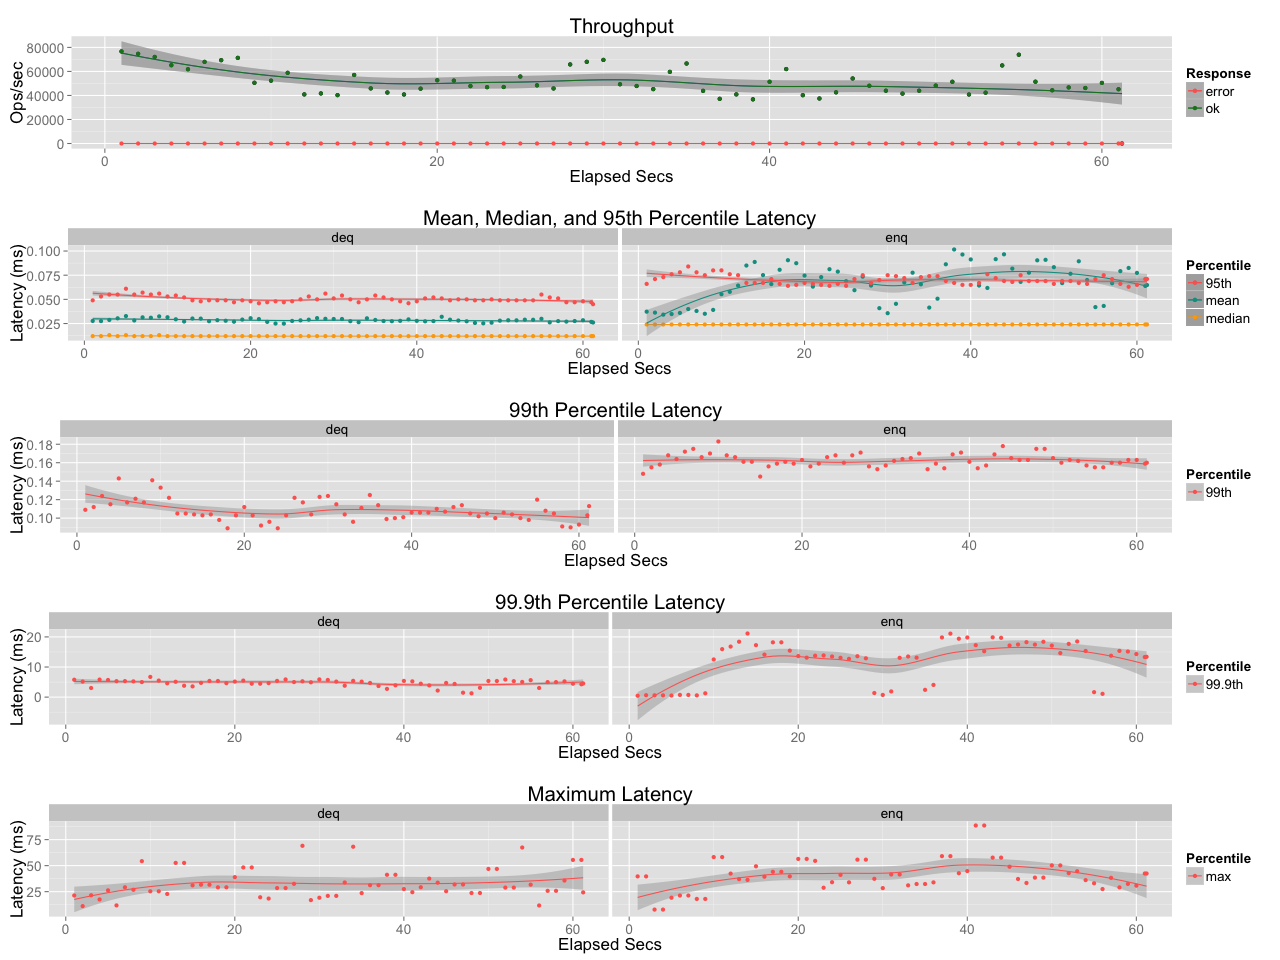 Throughput
Ops/sec
80000
60000
40000
20000
0
0 20 40 60
Elapsed Secs
Response
error
ok
Mean, Median, and 95th Percentile Latency
deq enq
Latency (ms)
0.100
0.075
0.050
0.025
0 20 40 60 0 20 40 60
Elapsed Secs
Percentile
95th
mean
median
99th Percentile Latency
deq enq
Latency (ms)
0.18
0.16
0.14
0.12
0.10
0 20 40 60 0 20 40 60
Elapsed Secs
Percentile
99th
99.9th Percentile Latency
deq enq
Latency (ms)
20
10
0
0 20 40 60 0 20 40 60
Elapsed Secs
Percentile
99.9th
Maximum Latency
deq enq
Latency (ms)
75
50
25
0 20 40 60 0 20 40 60
Elapsed Secs
Percentile
max